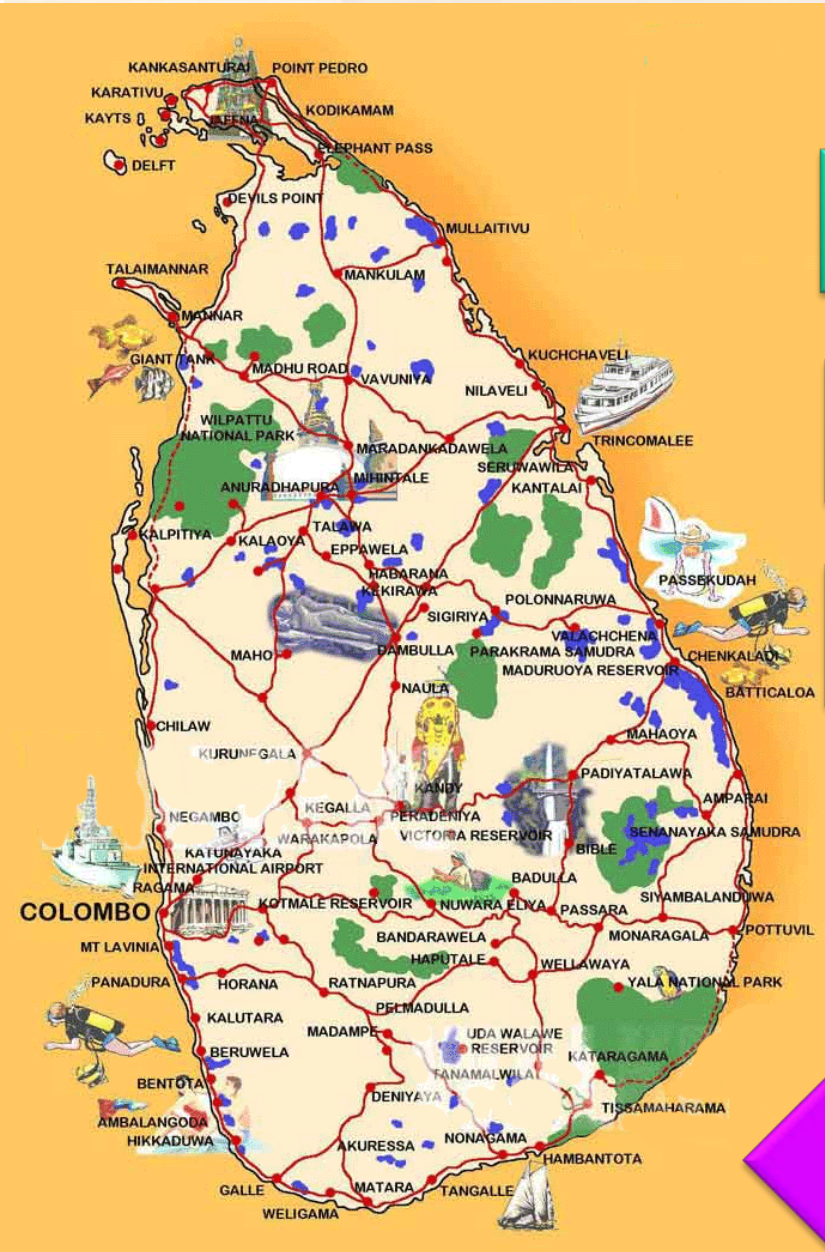 KANKASANTURAI
POINT PEDRO
KARATIVU
KODIKAMAM
KAYTS
JAFFNA
ELEPHANT PASS
DELFT
DEVILS POINT
MULLAITIVU
TALAIMANNAR
MANKULAM
MANNAR
KUCHCHAVELI
GIANT TANK
MADHU ROAD
VAVUNIYA
NILAVELI
WILPATTU
NATIONAL PARK
TRINCOMALEE
MARADANKADAWELA
SERUWAWILA
MIHINTALE
ANURADHAPURA
KANTALAI
TALAWA
KALPITIYA
KALAOYA
EPPAWELA
HABARANA
PASSEKUDAH
KEKIRAWA
POLONNARUWA
SIGIRIYA
VALACHCHENA
DAMBULLA
PARAKRAMA SAMUDRA
MAHO
CHENKALADI
MADURUOYA RESERVOIR
NAULA
BATTICALOA
CHILAW
MAHAOYA
KURUNEGALA
PADIYATALAWA
KANDY
AMPARAI
KEGALLA
NEGAMBO
PERADENIYA
SENANAYAKA SAMUDRA
WARAKAPOLA
VICTORIA RESERVOIR
BIBLE
KATUNAYAKA
INTERNATIONAL AIRPORT
BADULLA
RAGAMA
SIYAMBALANDUWA
COLOMBO
KOTMALE RESERVOIR
NUWARA ELIYA
PASSARA
POTTUVIL
MT LAVINIA
BANDARAWELA
MONARAGALA
HAPUTALE
WELLAWAYA
PANADURA
HORANA
RATNAPURA
YALA NATIONAL PARK
PELMADULLA
KALUTARA
MADAMPE
UDA WALAWE
RESERVOIR
BERUWELA
KATARAGAMA
TANAMALWILA
BENTOTA
DENIYAYA
TISSAMAHARAMA
AMBALANGODA
HIKKADUWA
AKURESSA
NONAGAMA
HAMBANTOTA
GALLE
MATARA
TANGALLE
WELIGAMA